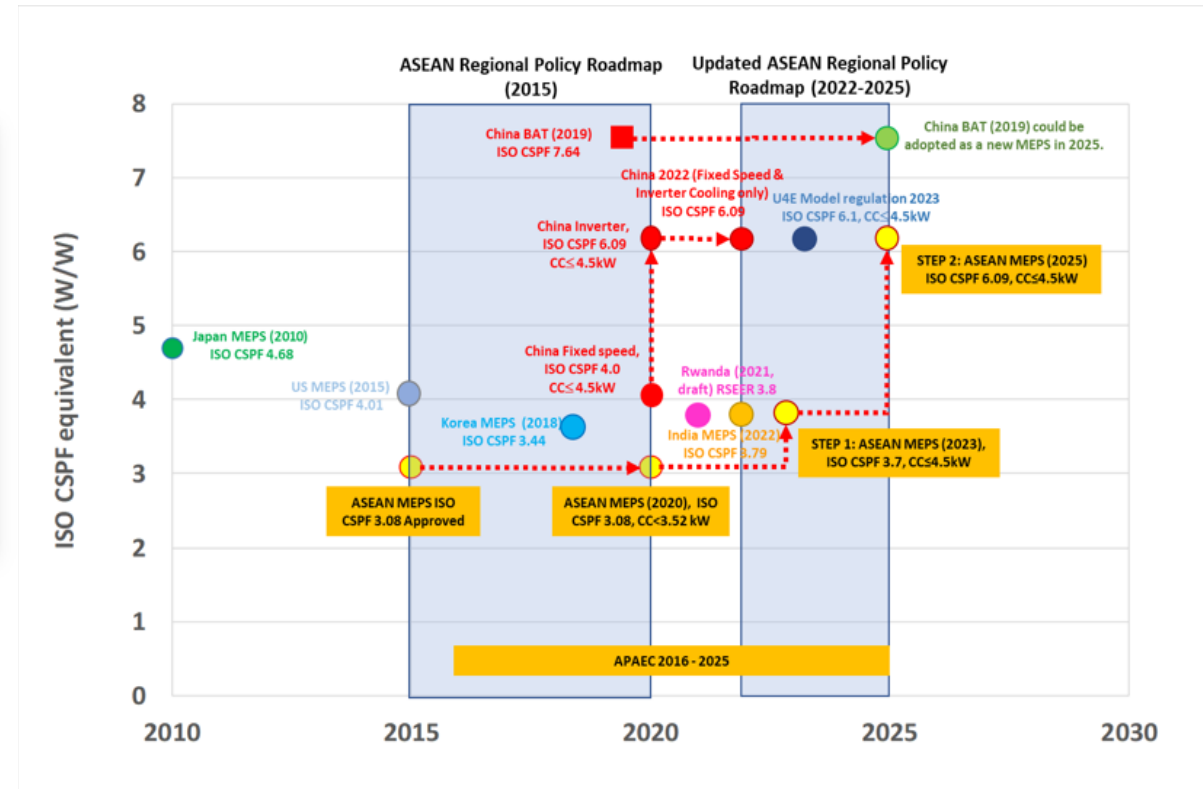 ASEAN Regional Policy Roadmap
(2015)
Updated ASEAN Regional Policy
Roadmap (2022-2025)
ISO CSPF equivalent (W/W)
8
7
6
5
4
3
2
1
0
China BAT (2019)
ISO CSPF 7.64
China BAT (2019) could be
adopted as a new MEPS in 2025.
China 2022 (Fixed Speed &
Inverter Cooling only)
ISO CSPF 6.09
U4E Model regulation 2023
ISO CSPF 6.1, CC≤4.5kW
China Inverter,
ISO CSPF 6.09
CC≤ 4.5kW
STEP 2: ASEAN MEPS (2025)
ISO CSPF 6.09, CC≤4.5kW
Japan MEPS (2010)
ISO CSPF 4.68
China Fixed speed,
ISO CSPF 4.0
CC≤ 4.5kW
US MEPS (2015)
ISO CSPF 4.01
Rwanda (2021,
draft) RSEER 3.8
Korea MEPS (2018)
ISO CSPF 3.44
India MEPS (2022)
ISO CSPF 3.79
STEP 1: ASEAN MEPS (2023),
ISO CSPF 3.7, CC≤4.5kW
ASEAN MEPS ISO
CSPF 3.08 Approved
ASEAN MEPS (2020), ISO
CSPF 3.08, CC<3.52 kW
APAEC 2016 - 2025
2010
2015
2020
2025
2030